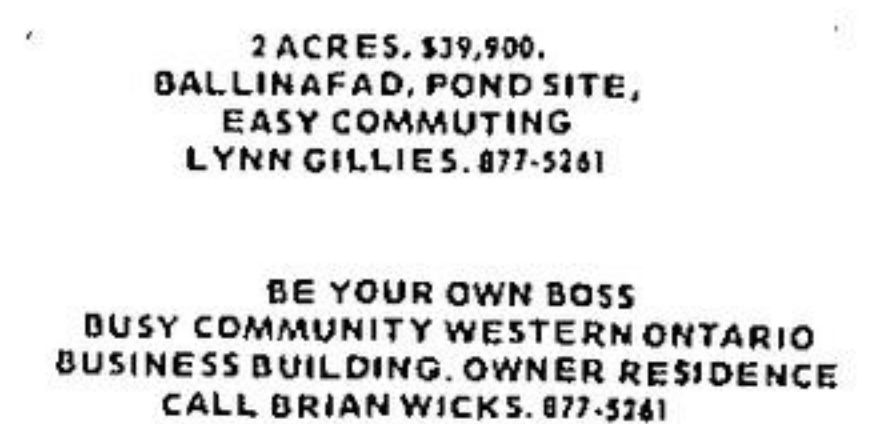 2 ACRES. $39,900.
BALLINAFAD, POND SITE,
EASY COMMUTING
LYNN GILLIES. 877-5261
BE YOUR OWN BOSS
BUSY COMMUNITY WESTERN ONTARIO
BUSINESS BUILDING. OWNER RESIDENCE
CALL BRIAN WICKS. 877-5261